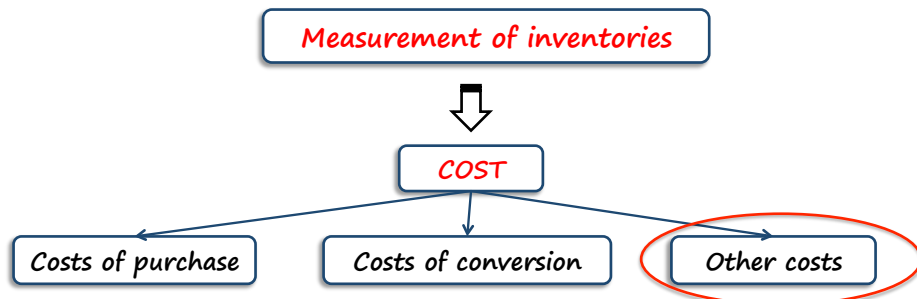 Measurement of inventories
COST
Costs of purchase
Costs of conversion
Other costs